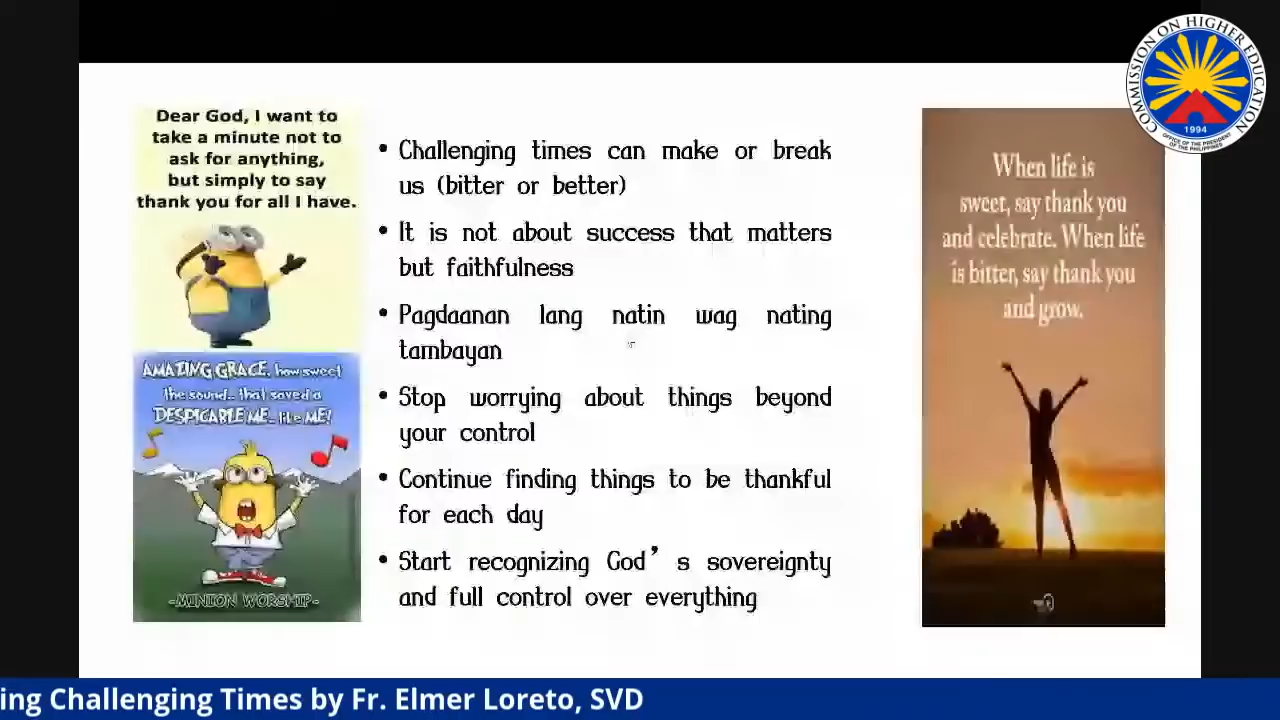 Dear God, I want to
take a minute not to
ask for anything,
but simply to say
thank you for all I have.
AMAZING GRACE, how sweet
the sound.. that saved a
DESPICABLE ME.. like ME!
-MINION WORSHIP-
• Challenging times can make or break
us (bitter or better)
• It is not about success that matters
but faithfulness
• Pagdaanan lang natin wag nating
tambayan
• Stop worrying about things beyond
your control
• Continue finding things to be thankful
for each day
• Start recognizing God’ s sovereignty
and full control over everything
When life is
sweet, say thank you
and celebrate. When life
is bitter, say thank you
and grow.
COMMISSION ON HIGHER EDUCATION
1994
OFFICE OF THE PRESIDENT
OF THE PHILIPPINES
ing Challenging Times by Fr. Elmer Loreto, SVD